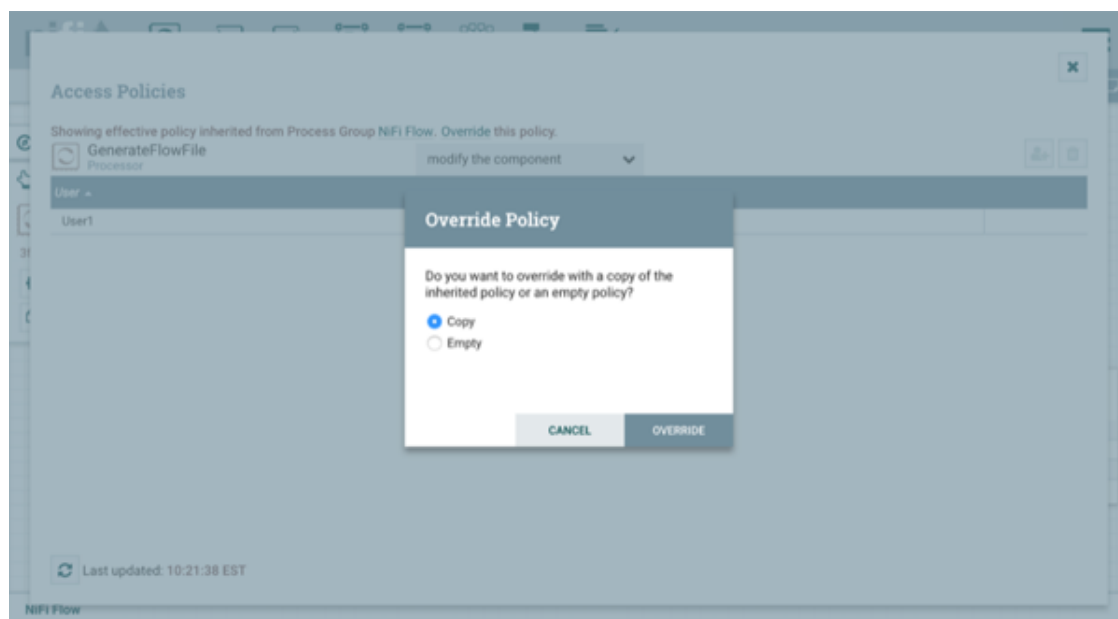 Access Policies
Showing effective policy inherited from Process Group NiFi Flow. Override this policy.
GenerateFlowFile
Processor
modify the component
User
User1
Override Policy
Do you want to override with a copy of the
inherited policy or an empty policy?
Copy
Empty
CANCEL
OVERRIDE
Last updated: 10:21:38 EST
NiFi Flow